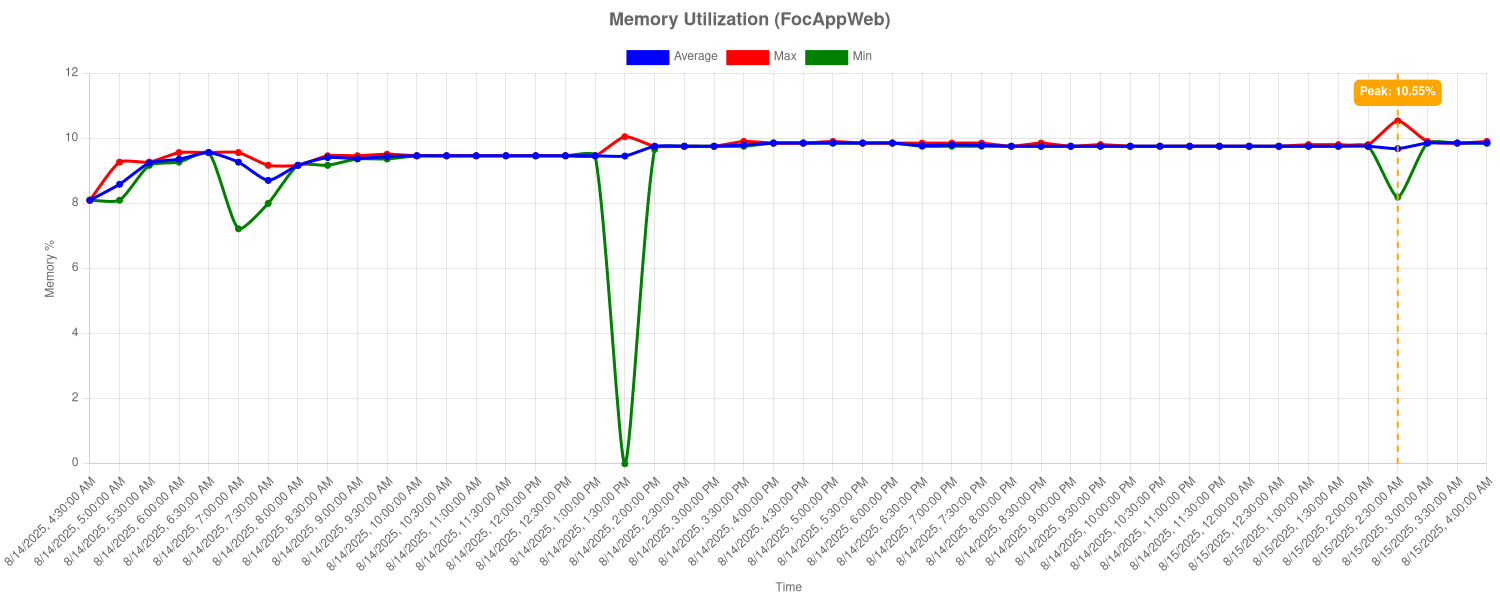 Memory Utilization (FocAppWeb)
Average Max Min
Peak: 10.55%
12
10
8
6
4
2
0
Memory %
8/14/2025, 4:30:00 AM
8/14/2025, 5:00:00 AM
8/14/2025, 5:30:00 AM
8/14/2025, 6:00:00 AM
8/14/2025, 6:30:00 AM
8/14/2025, 7:00:00 AM
8/14/2025, 7:30:00 AM
8/14/2025, 8:00:00 AM
8/14/2025, 8:30:00 AM
8/14/2025, 9:00:00 AM
8/14/2025, 9:30:00 AM
8/14/2025, 10:00:00 AM
8/14/2025, 10:30:00 AM
8/14/2025, 11:00:00 AM
8/14/2025, 11:30:00 AM
8/14/2025, 12:00:00 PM
8/14/2025, 12:30:00 PM
8/14/2025, 1:00:00 PM
8/14/2025, 1:30:00 PM
8/14/2025, 2:00:00 PM
8/14/2025, 2:30:00 PM
8/14/2025, 3:00:00 PM
8/14/2025, 3:30:00 PM
8/14/2025, 4:00:00 PM
8/14/2025, 4:30:00 PM
8/14/2025, 5:00:00 PM
8/14/2025, 5:30:00 PM
8/14/2025, 6:00:00 PM
8/14/2025, 6:30:00 PM
8/14/2025, 7:00:00 PM
8/14/2025, 7:30:00 PM
8/14/2025, 8:00:00 PM
8/14/2025, 8:30:00 PM
8/14/2025, 9:00:00 PM
8/14/2025, 9:30:00 PM
8/14/2025, 10:00:00 PM
8/14/2025, 10:30:00 PM
8/14/2025, 11:00:00 PM
8/14/2025, 11:30:00 PM
8/15/2025, 12:00:00 AM
8/15/2025, 12:30:00 AM
8/15/2025, 1:00:00 AM
8/15/2025, 1:30:00 AM
8/15/2025, 2:00:00 AM
8/15/2025, 2:30:00 AM
8/15/2025, 3:00:00 AM
8/15/2025, 3:30:00 AM
8/15/2025, 4:00:00 AM
Time